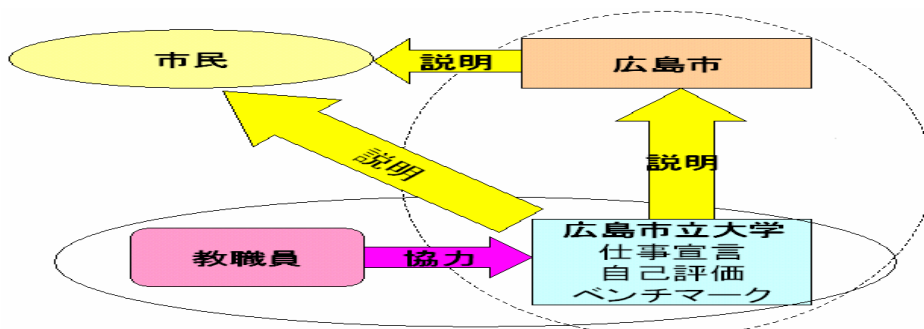 市民
説明
広島市
説明
説明
教職員
協力
広島市立大学
仕事宣言
自己評価
ベンチマーク